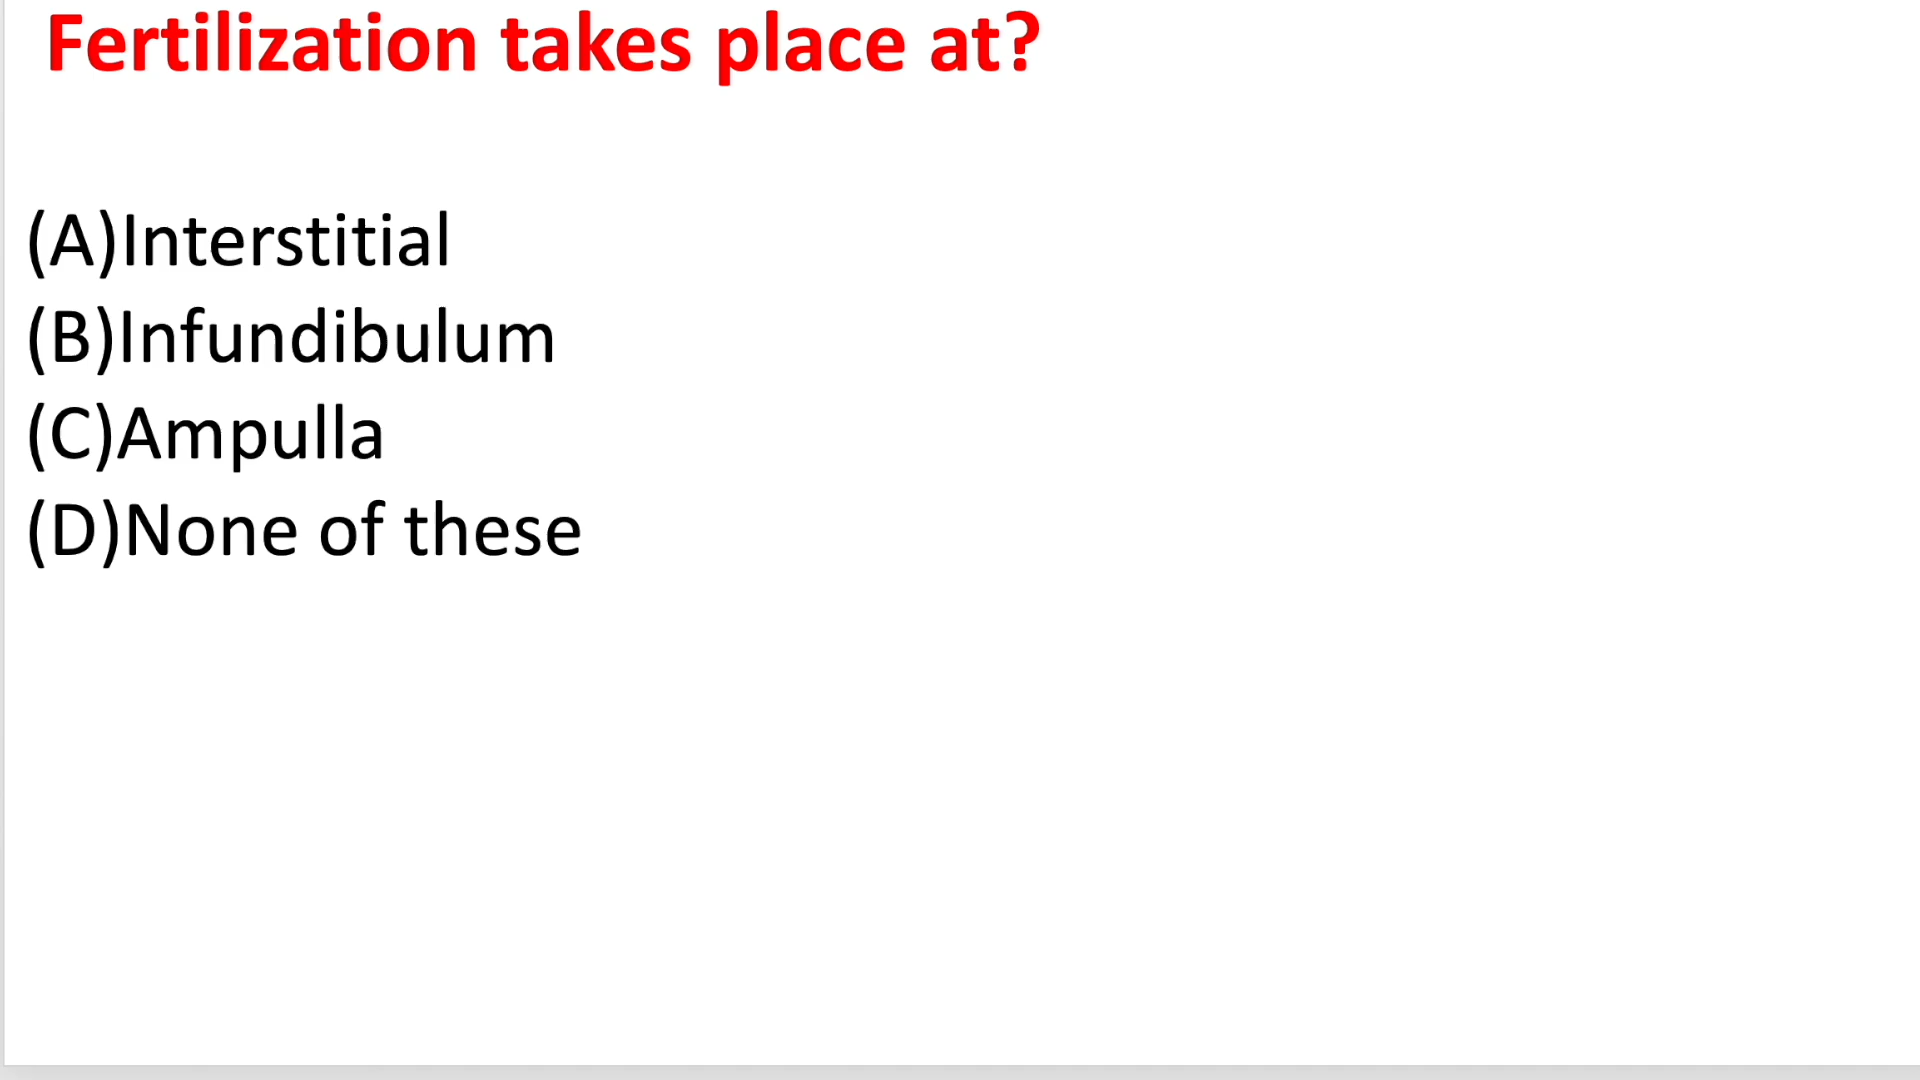 Fertilization takes place at?
(A)Interstitial
(B)Infundibulum
(C)Ampulla
(D)None of these